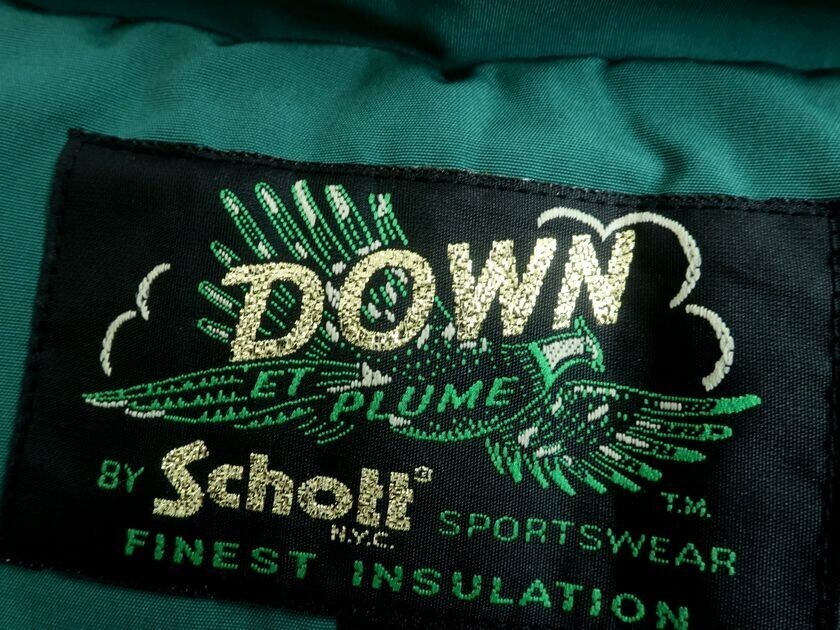 DOWN
ET PLUME
BY Schott®
N.Y.C.
SPORTSWEAR T.M.
FINEST INSULATION